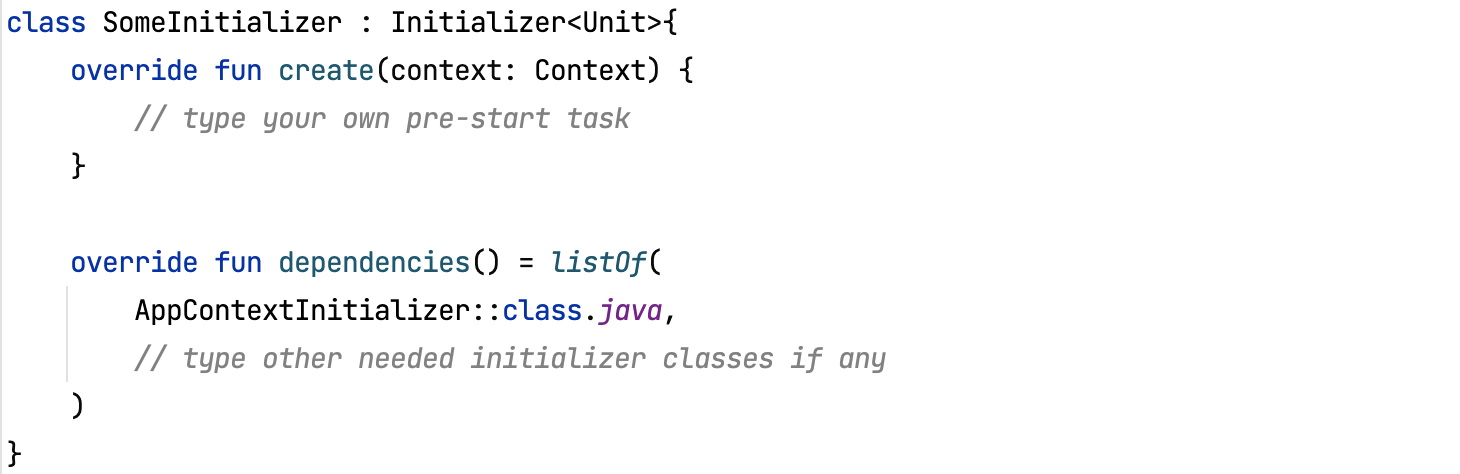 class SomeInitializer : Initializer<Unit>{
    override fun create(context: Context) {
        // type your own pre-start task
    }

    override fun dependencies() = listOf(
        AppContextInitializer::class.java,
        // type other needed initializer classes if any
    )
}